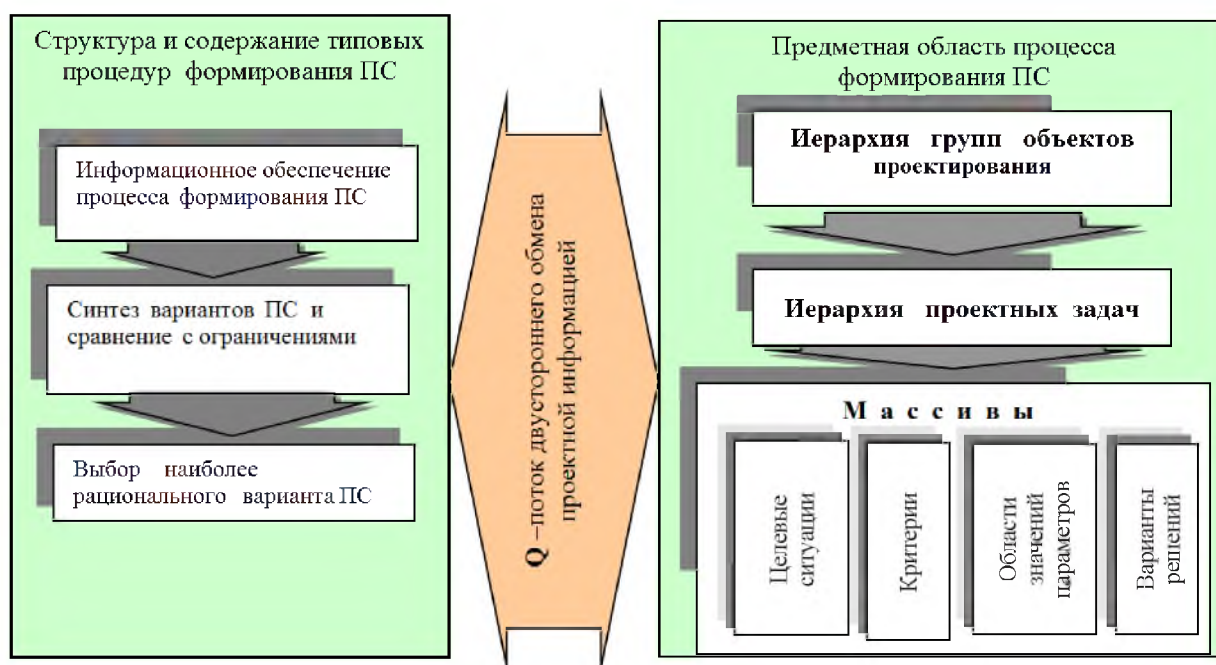 Структура и содержание типовых
процедур формирования ПС
Информационное обеспечение
процесса формирования ПС
Синтез вариантов ПС и
сравнение с ограничениями
Выбор наиболее
рационального варианта ПС
Q –поток двустороннего обмена
проектной информацией
Предметная область процесса
формирования ПС
Иерархия групп объектов
проектирования
Иерархия проектных задач
Массивы
Целевые
ситуации
Критерии
Области
значений
параметров
Варианты
решений